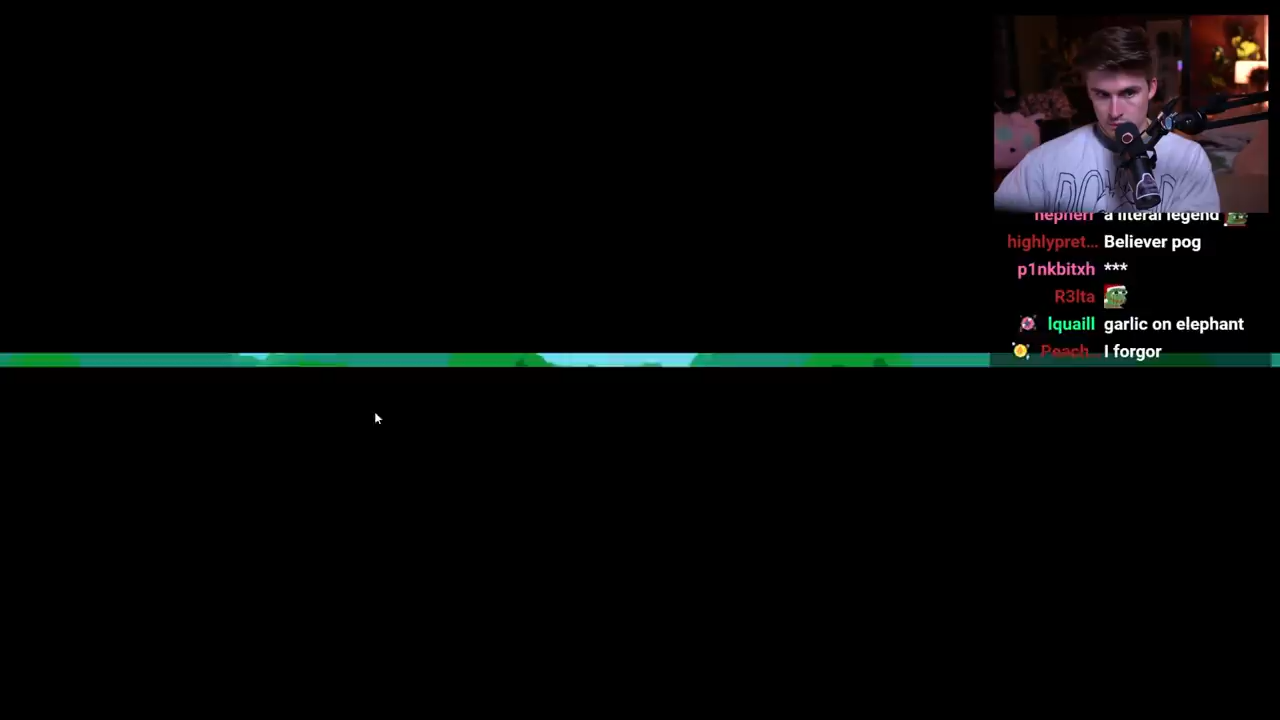 a literal legend
highlypret... Believer pog
p1nkbitxh ***
R3lta
lquaill garlic on elephant
Peach... I forgor